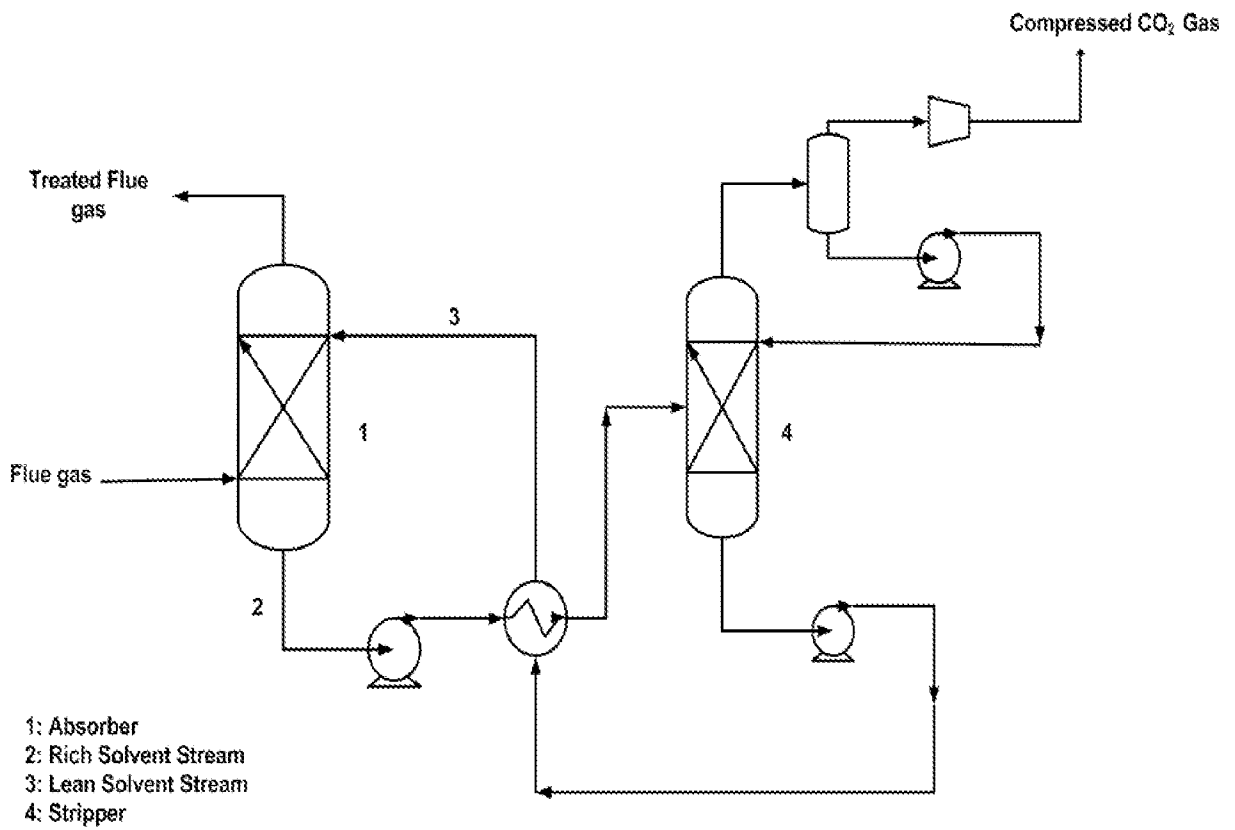 Compressed CO₂ Gas
Treated Flue
gas
3
1
4
Flue gas
2
1: Absorber
2: Rich Solvent Stream
3: Lean Solvent Stream
4: Stripper